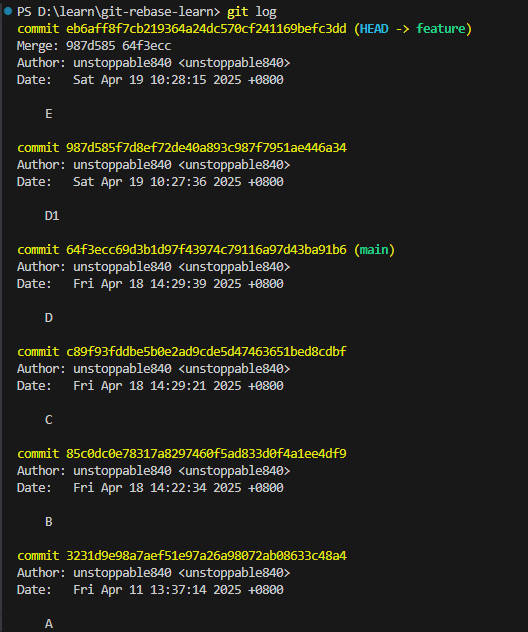 PS D:\learn\git-rebase-learn> git log
commit eb6aff8f7cb219364a24dc570cf241169befc3dd (HEAD -> feature)
Merge: 987d585 64f3ecc
Author: unstoppable840 <unstoppable840>
Date:   Sat Apr 19 10:28:15 2025 +0800
E
commit 987d585f7d8ef72de40a893c987f7951ae446a34
Author: unstoppable840 <unstoppable840>
Date:   Sat Apr 19 10:27:36 2025 +0800
D1
commit 64f3ecc69d3b1d97f43974c79116a97d43ba91b6 (main)
Author: unstoppable840 <unstoppable840>
Date:   Fri Apr 18 14:29:39 2025 +0800
D
commit c89f93fddbe5b0e2ad9cde5d47463651bed8cdbf
Author: unstoppable840 <unstoppable840>
Date:   Fri Apr 18 14:29:21 2025 +0800
C
commit 85c0dc0e78317a8297460f5ad833d0f4a1ee4df9
Author: unstoppable840 <unstoppable840>
Date:   Fri Apr 18 14:22:34 2025 +0800
B
commit 3231d9e98a7aef51e97a26a98072ab08633c48a4
Author: unstoppable840 <unstoppable840>
Date:   Fri Apr 11 13:37:14 2025 +0800
A